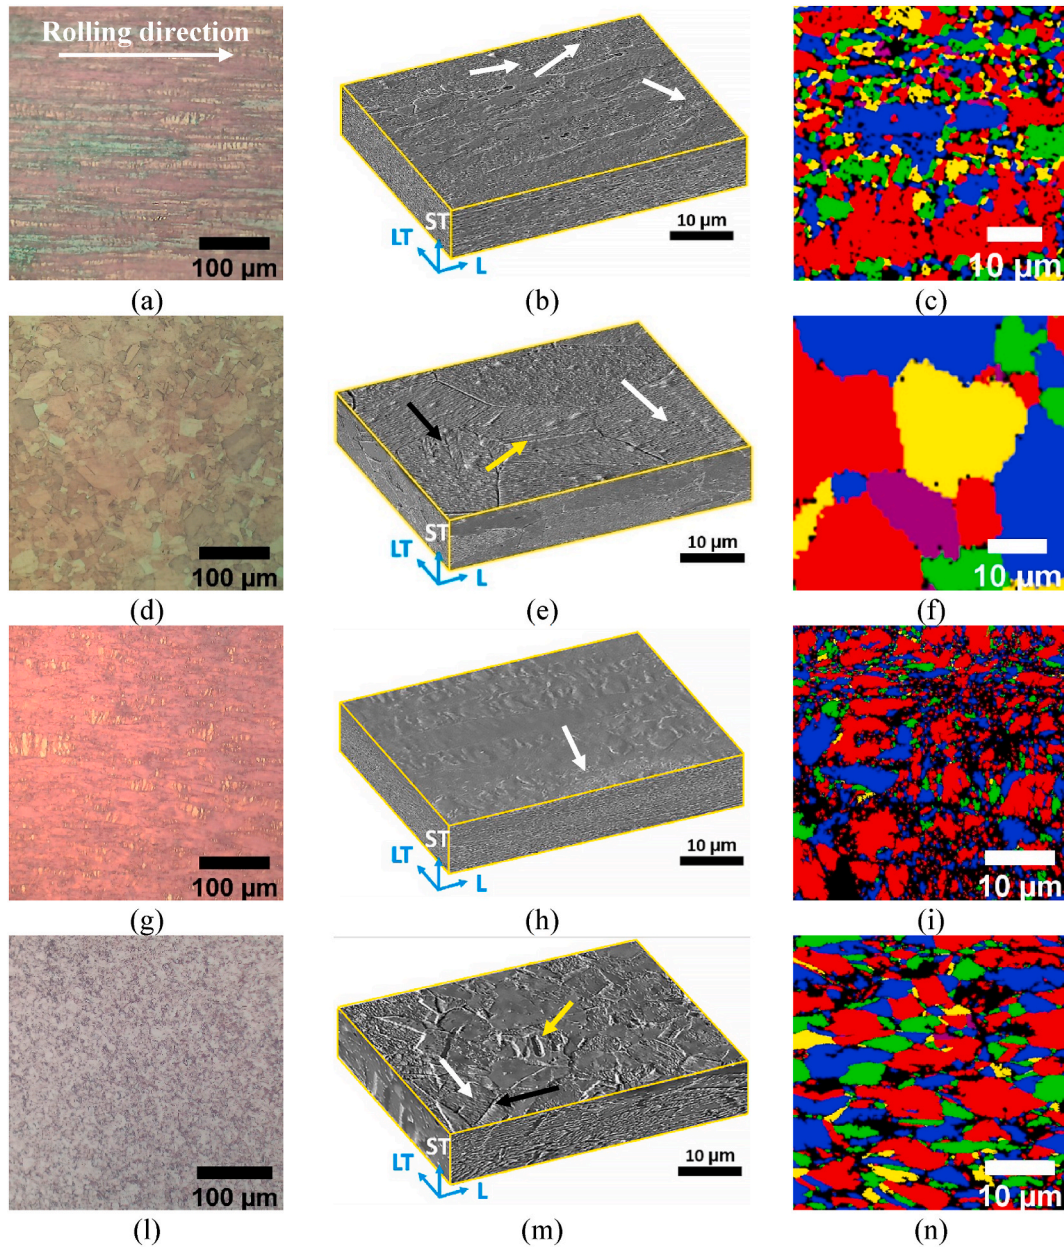 Rolling direction
100 µm
ST
LT
L
10 µm
10 µm
(a)
(b)
(c)
100 µm
ST
LT
L
10 µm
10 µm
(d)
(e)
(f)
100 µm
ST
LT
L
10 µm
10 µm
(g)
(h)
(i)
100 µm
ST
LT
L
10 µm
10 µm
(l)
(m)
(n)